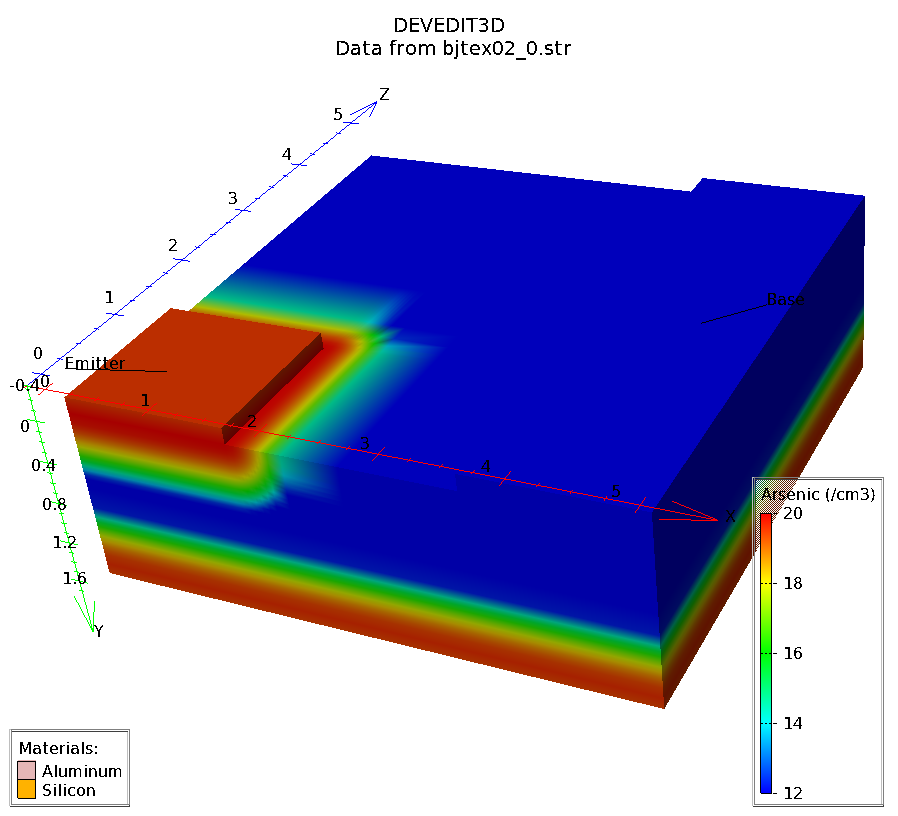 DEVEDIT3D
Data from bjtex02_0.str
Z
5
4
3
2
1
0
Emitter
Base
-0.4
0
1
2
3
4
5
X
0
0.4
0.8
1.2
1.6
Y
Arsenic (/cm3)
20
18
16
14
12
Materials:
Aluminum
Silicon